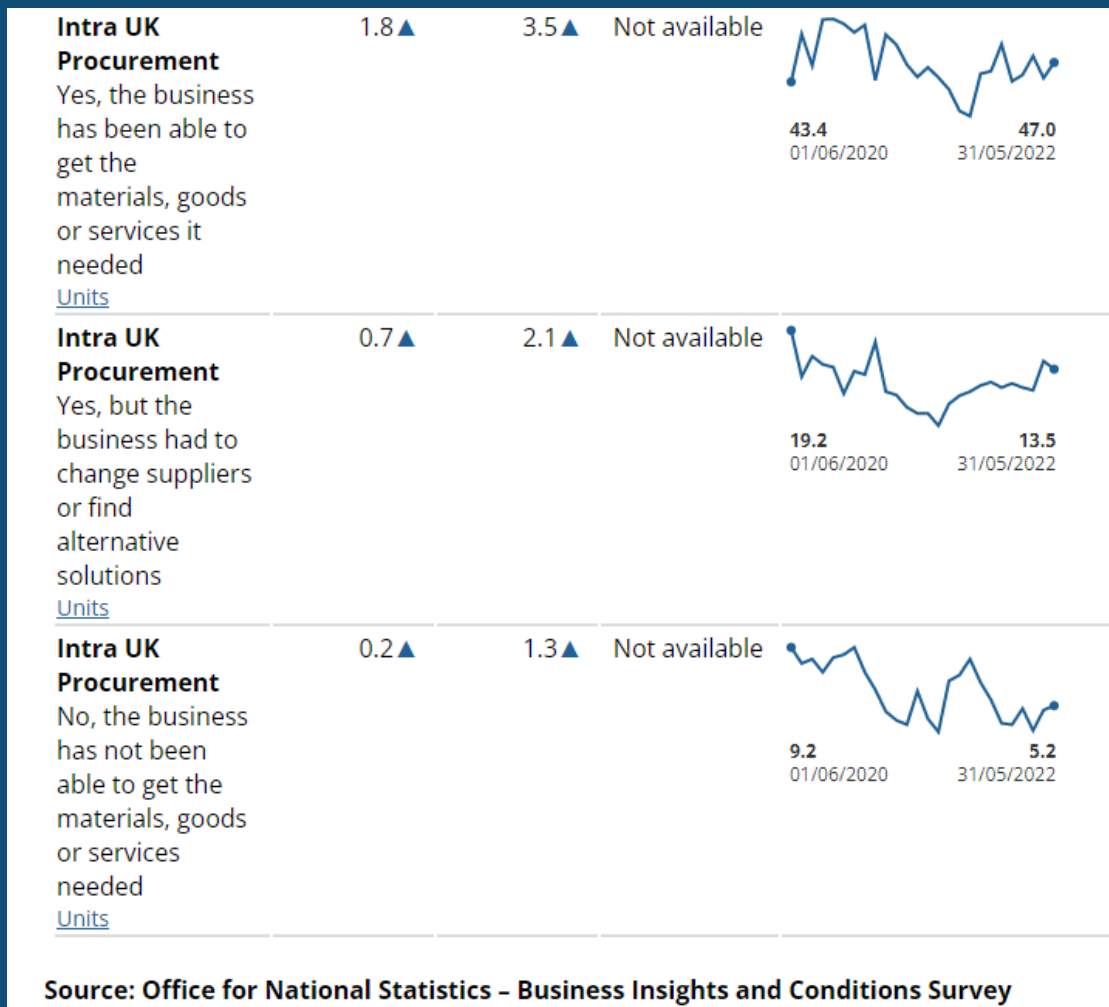 Intra UK 1.8▲ 3.5▲ Not available
Procurement
Yes, the business
has been able to
get the
materials, goods
or services it
needed
Units
43.4 47.0
01/06/2020 31/05/2022
Intra UK 0.7▲ 2.1▲ Not available
Procurement
Yes, but the
business had to
change suppliers
or find
alternative
solutions
Units
19.2 13.5
01/06/2020 31/05/2022
Intra UK 0.2▲ 1.3▲ Not available
Procurement
No, the business
has not been
able to get the
materials, goods
or services
needed
Units
9.2 5.2
01/06/2020 31/05/2022
Source: Office for National Statistics – Business Insights and Conditions Survey